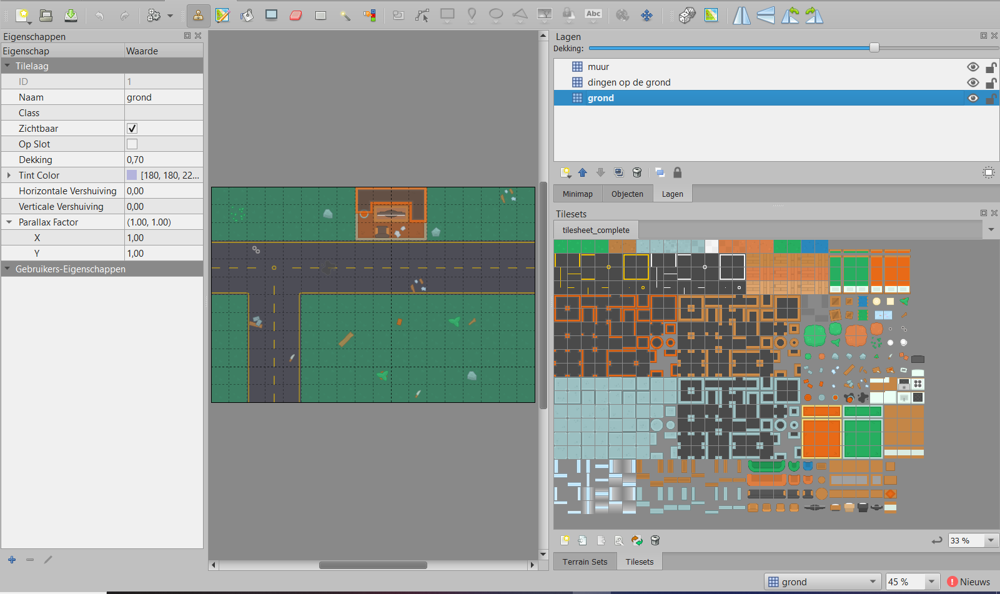 Abc
Eigenschappen
Eigenschap Waarde
Tilelaag
ID 1
Naam grond
Class
Zichtbaar
Op Slot
Dekking 0,70
Tint Color [180, 180, 22...
Horizontale Vershuiving 0,00
Verticale Vershuiving 0,00
Parallax Factor (1.00, 1.00)
X 1,00
Y 1,00
Gebruikers-Eigenschappen
Lagen
Dekking:
muur
dingen op de grond
grond
Minimap Objecten Lagen
Tilesets
tilesheet_complete
33 %
Terrain Sets Tilesets
grond 45 % Nieuws